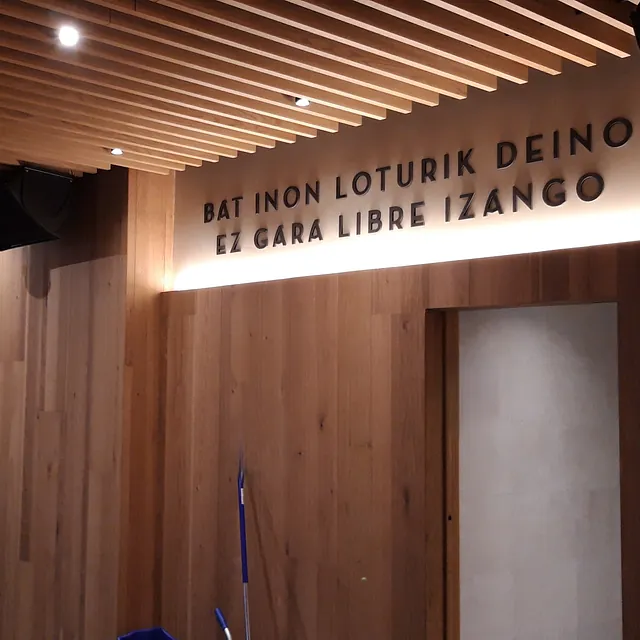 BAT INON LOTURIK DEINO
EZ GARA LIBRE IZANGO